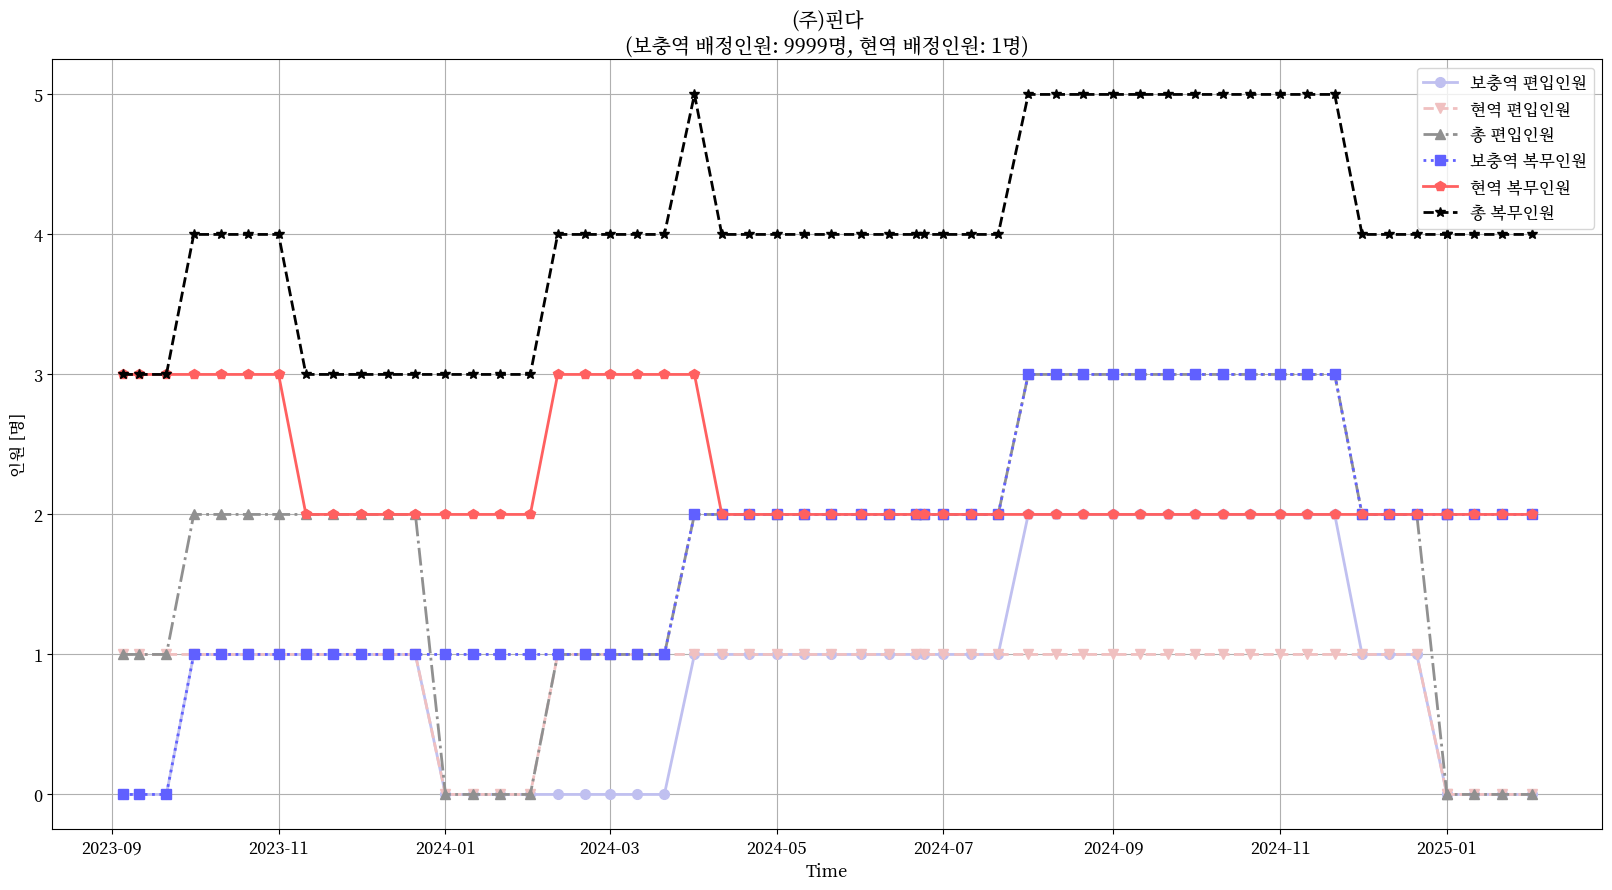 (주)핀다
(보충역 배정인원: 9999명, 현역 배정인원: 1명)
보충역 편입인원
현역 편입인원
총 편입인원
보충역 복무인원
현역 복무인원
총 복무인원
인원 [명]
5
4
3
2
1
0
2023-09 2023-11 2024-01 2024-03 2024-05 2024-07 2024-09 2024-11 2025-01
Time